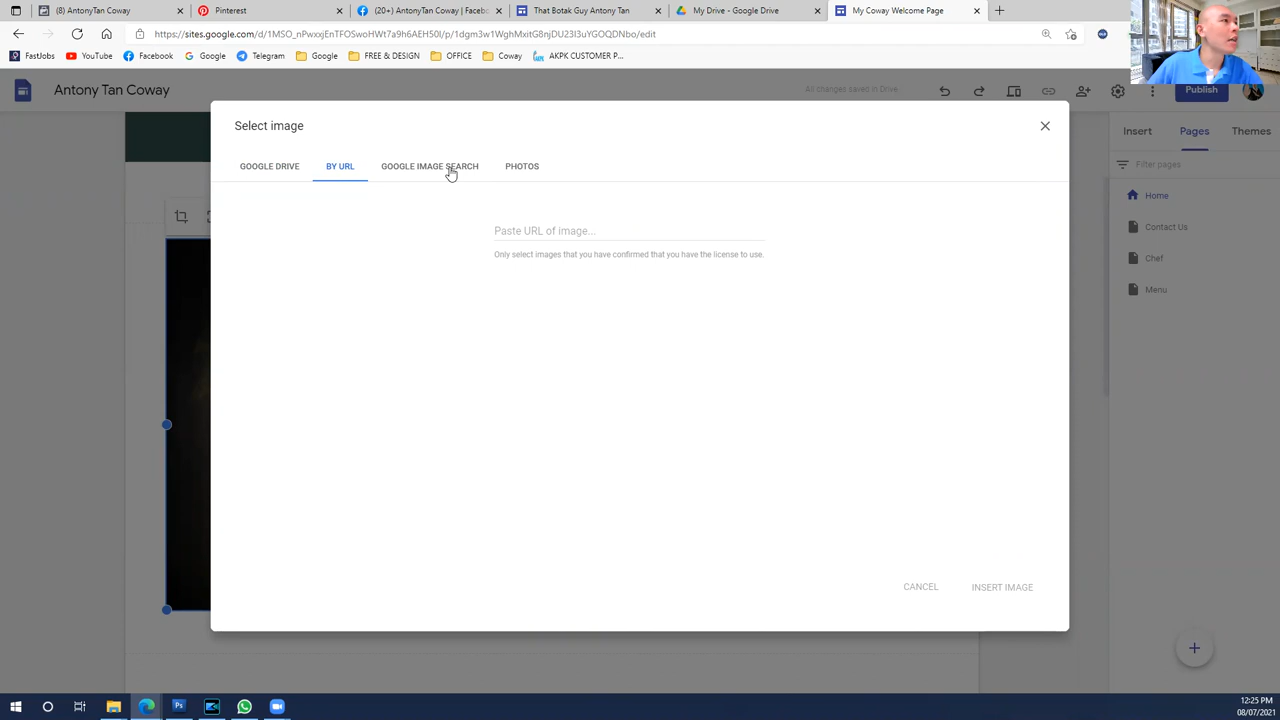 (8) AntonyTan Coway
Pinterest
(20+) AntonyTan Coway | Facebo
That Botak Guy Antony Tan
My Drive - Google Drive
My Coway Welcome Page
https://sites.google.com/d/1MSO_nPwxxjEnTFOSwoHWt7a9h6AEH50I/p/1dgm3w1WghMxitG8njDU23I3uYGOQDNbo/edit
FastJobs
YouTube
Facebook
Google
Telegram
Google
FREE & DESIGN
OFFICE
Coway
AKPK CUSTOMER P...
Antony Tan Coway
All changes saved in Drive
Publish
Select image
GOOGLE DRIVE
BY URL
GOOGLE IMAGE SEARCH
PHOTOS
Paste URL of image...
Only select images that you have confirmed that you have the license to use.
CANCEL
INSERT IMAGE
Insert
Pages
Themes
Filter pages
Home
Contact Us
Chef
Menu
12:25 PM
08/07/2021